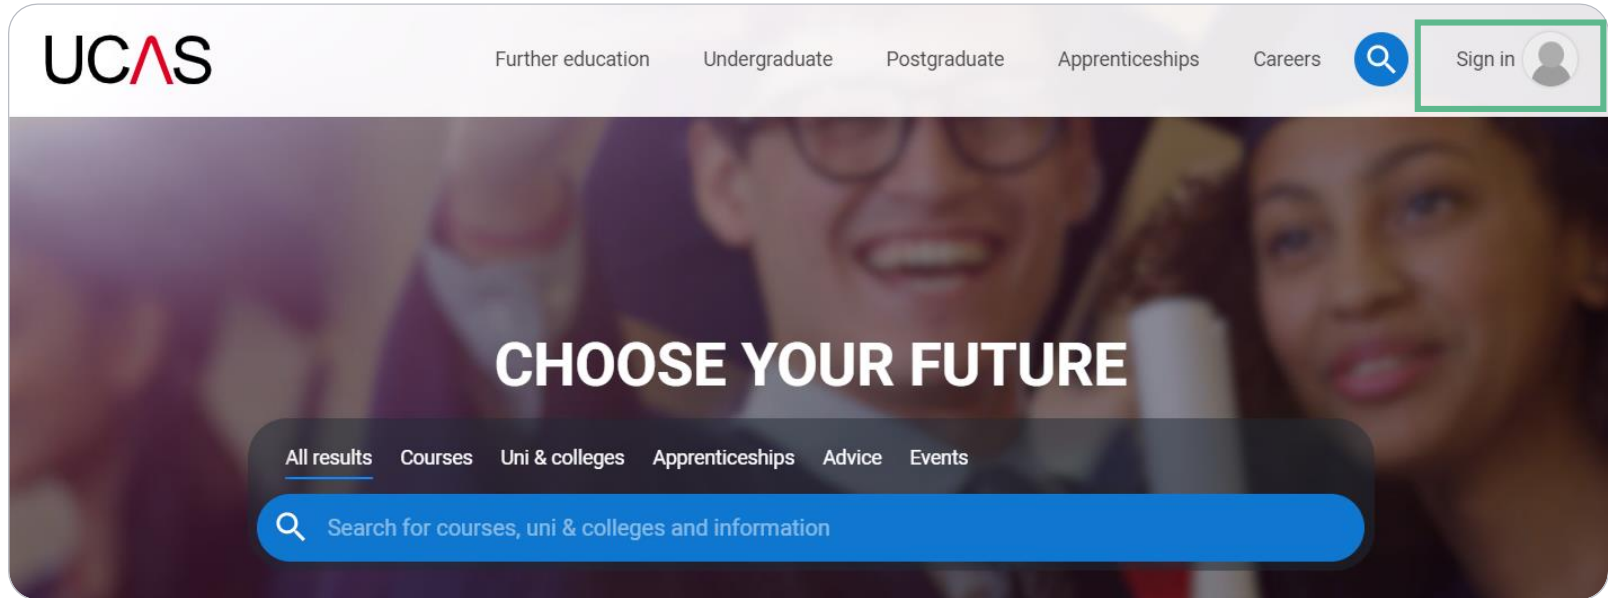 UCAS
Further education Undergraduate Postgraduate Apprenticeships Careers Sign in
CHOOSE YOUR FUTURE
All results Courses Uni & colleges Apprenticeships Advice Events
Search for courses, uni & colleges and information